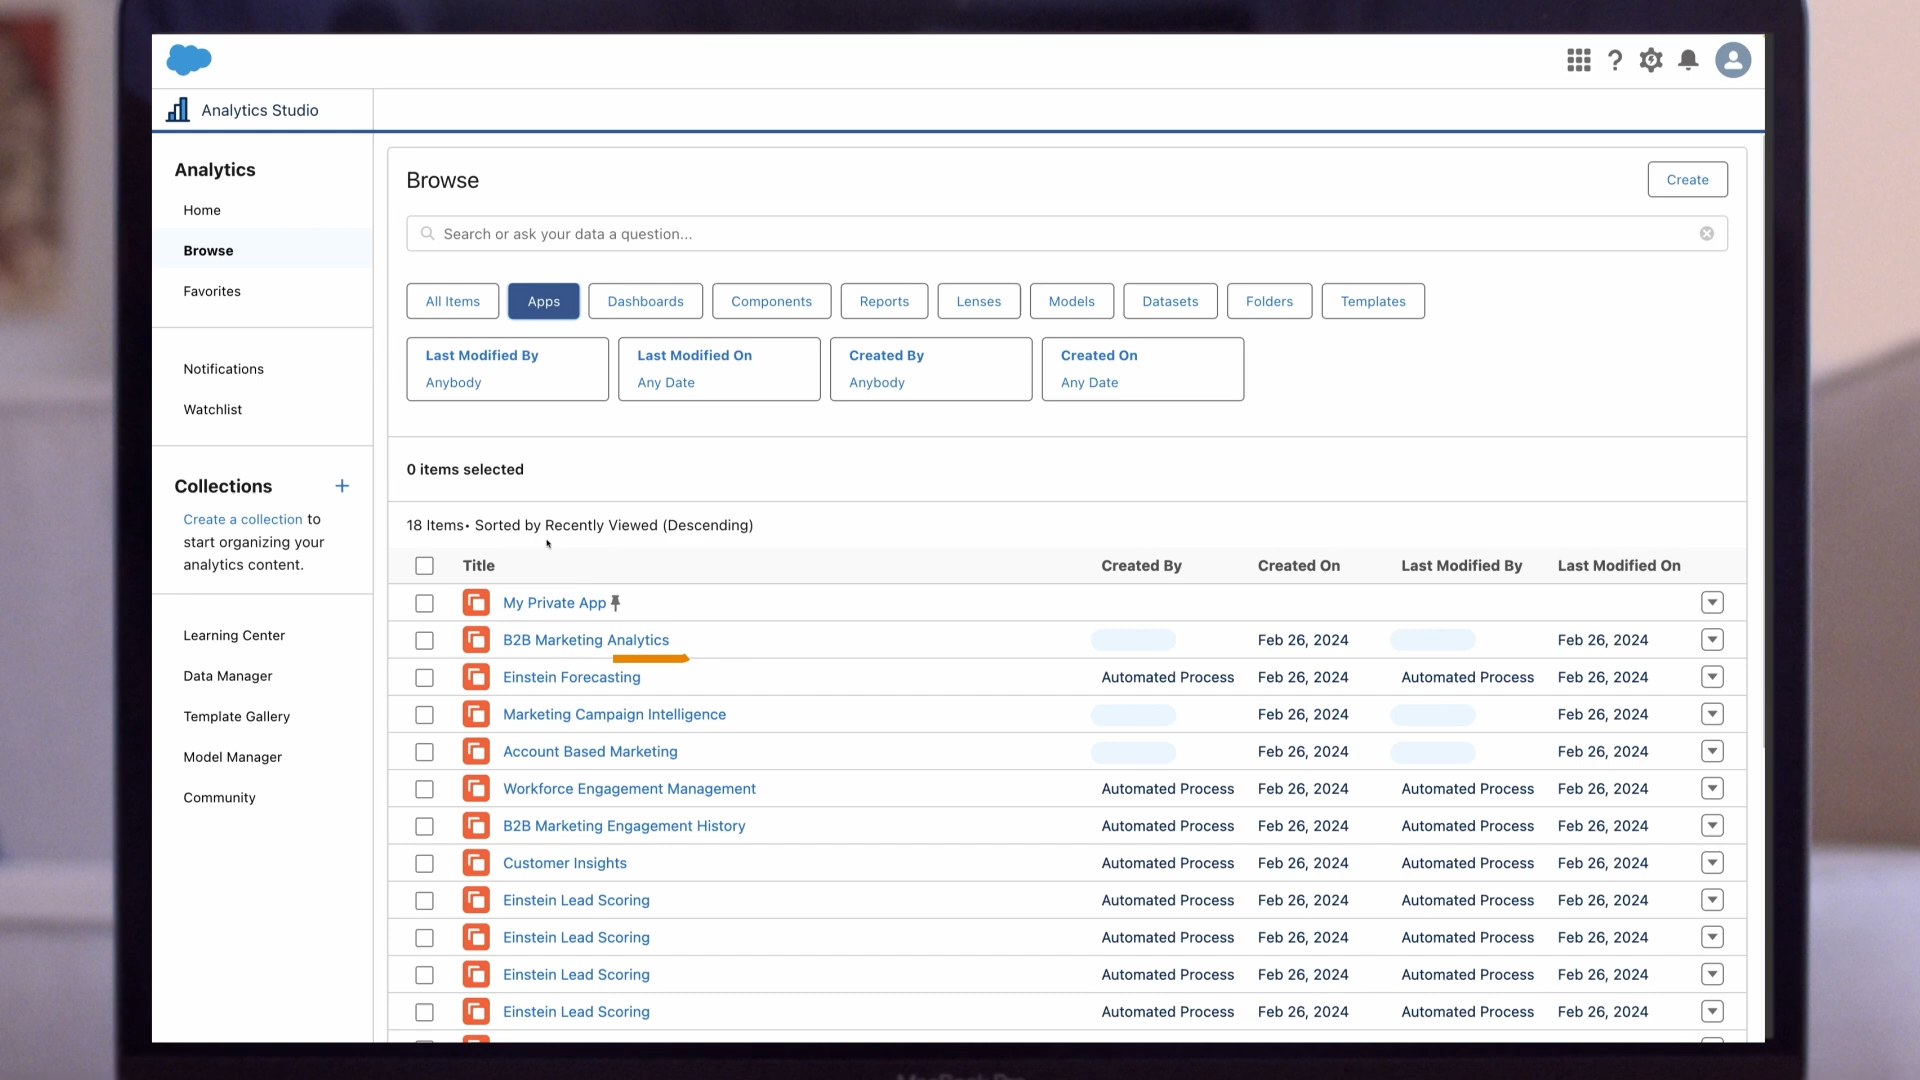 Analytics Studio
Analytics
Home
Browse
Favorites
Notifications
Watchlist
Collections +
Create a collection to
start organizing your
analytics content.
Learning Center
Data Manager
Template Gallery
Model Manager
Community
Browse
Create
Search or ask your data a question...
All Items Apps Dashboards Components Reports Lenses Models Datasets Folders Templates
Last Modified By Last Modified On Created By Created On
Anybody Any Date Anybody Any Date
0 items selected
18 Items• Sorted by Recently Viewed (Descending)
Title Created By Created On Last Modified By Last Modified On
My Private App
B2B Marketing Analytics Feb 26, 2024 Feb 26, 2024
Einstein Forecasting Automated Process Feb 26, 2024 Automated Process Feb 26, 2024
Marketing Campaign Intelligence Feb 26, 2024 Feb 26, 2024
Account Based Marketing Feb 26, 2024 Feb 26, 2024
Workforce Engagement Management Automated Process Feb 26, 2024 Automated Process Feb 26, 2024
B2B Marketing Engagement History Automated Process Feb 26, 2024 Automated Process Feb 26, 2024
Customer Insights Automated Process Feb 26, 2024 Automated Process Feb 26, 2024
Einstein Lead Scoring Automated Process Feb 26, 2024 Automated Process Feb 26, 2024
Einstein Lead Scoring Automated Process Feb 26, 2024 Automated Process Feb 26, 2024
Einstein Lead Scoring Automated Process Feb 26, 2024 Automated Process Feb 26, 2024
Einstein Lead Scoring Automated Process Feb 26, 2024 Automated Process Feb 26, 2024